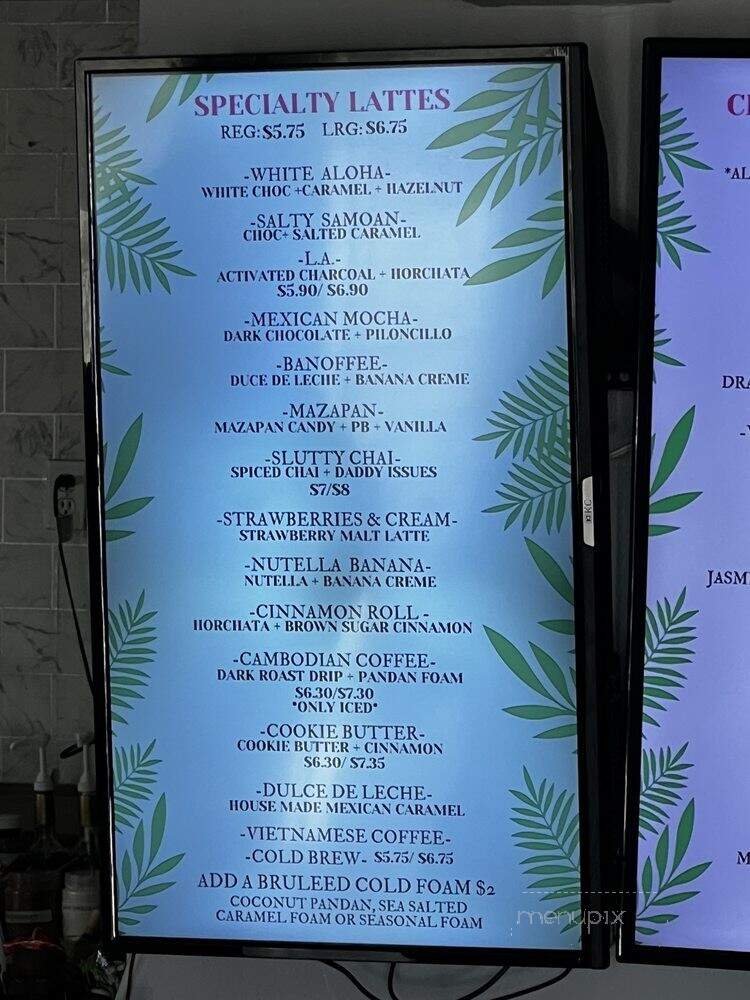 SPECIALTY LATTES
REG: $5.75 LRG: $6.75
-WHITE ALOHA-
WHITE CHOC +CARAMEL + HAZELNUT
-SALTY SAMOAN-
CHOC+ SALTED CARAMEL
-L.A.-
ACTIVATED CHARCOAL + HORCHATA
$5.90/ $6.90
-MEXICAN MOCHA-
DARK CHOCOLATE + PILONCILLO
-BANOFFEE-
DUCE DE LECHE + BANANA CREME
-MAZAPAN-
MAZAPAN CANDY + PB + VANILLA
-SLUTTY CHAI-
SPICED CHAI + DADDY ISSUES
$7/$8
-STRAWBERRIES & CREAM-
STRAWBERRY MALT LATTE
-NUTELLA BANANA-
NUTELLA + BANANA CREME
-CINNAMON ROLL -
HORCHATA + BROWN SUGAR CINNAMON
-CAMBODIAN COFFEE-
DARK ROAST DRIP + PANDAN FOAM
$6.30/$7.30
*ONLY ICED*
-COOKIE BUTTER-
COOKIE BUTTER + CINNAMON
$6.30/ $7.35
-DULCE DE LECHE-
HOUSE MADE MEXICAN CARAMEL
-VIETNAMESE COFFEE-
-COLD BREW- $5.75/ $6.75
ADD A BRULEED COLD FOAM $2
COCONUT PANDAN, SEA SALTED
CARAMEL FOAM OR SEASONAL FOAM
menupix